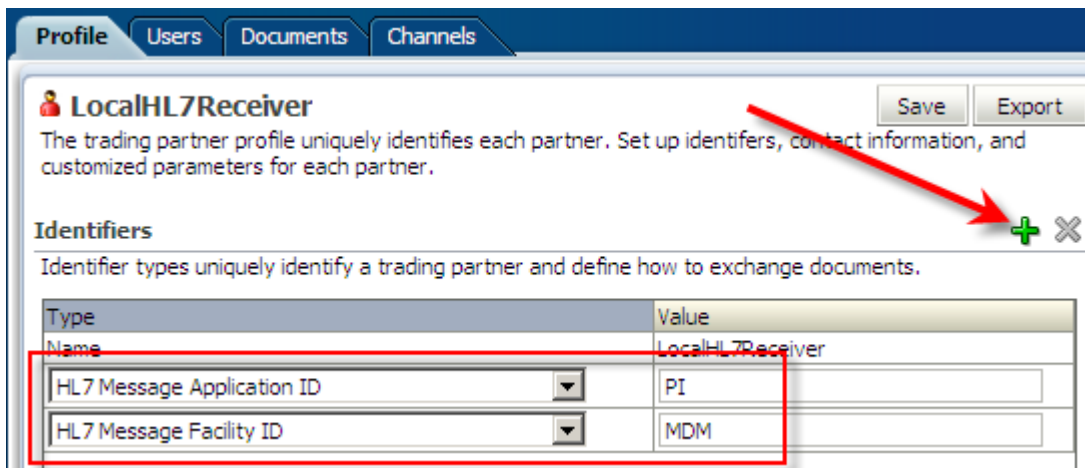 Profile Users Documents Channels
LocalHL7Receiver Save Export
The trading partner profile uniquely identifies each partner. Set up identifers, contact information, and
customized parameters for each partner.
Identifiers
Identifier types uniquely identify a trading partner and define how to exchange documents.
Type Value
Name LocalHL7Receiver
HL7 Message Application ID PI
HL7 Message Facility ID MDM